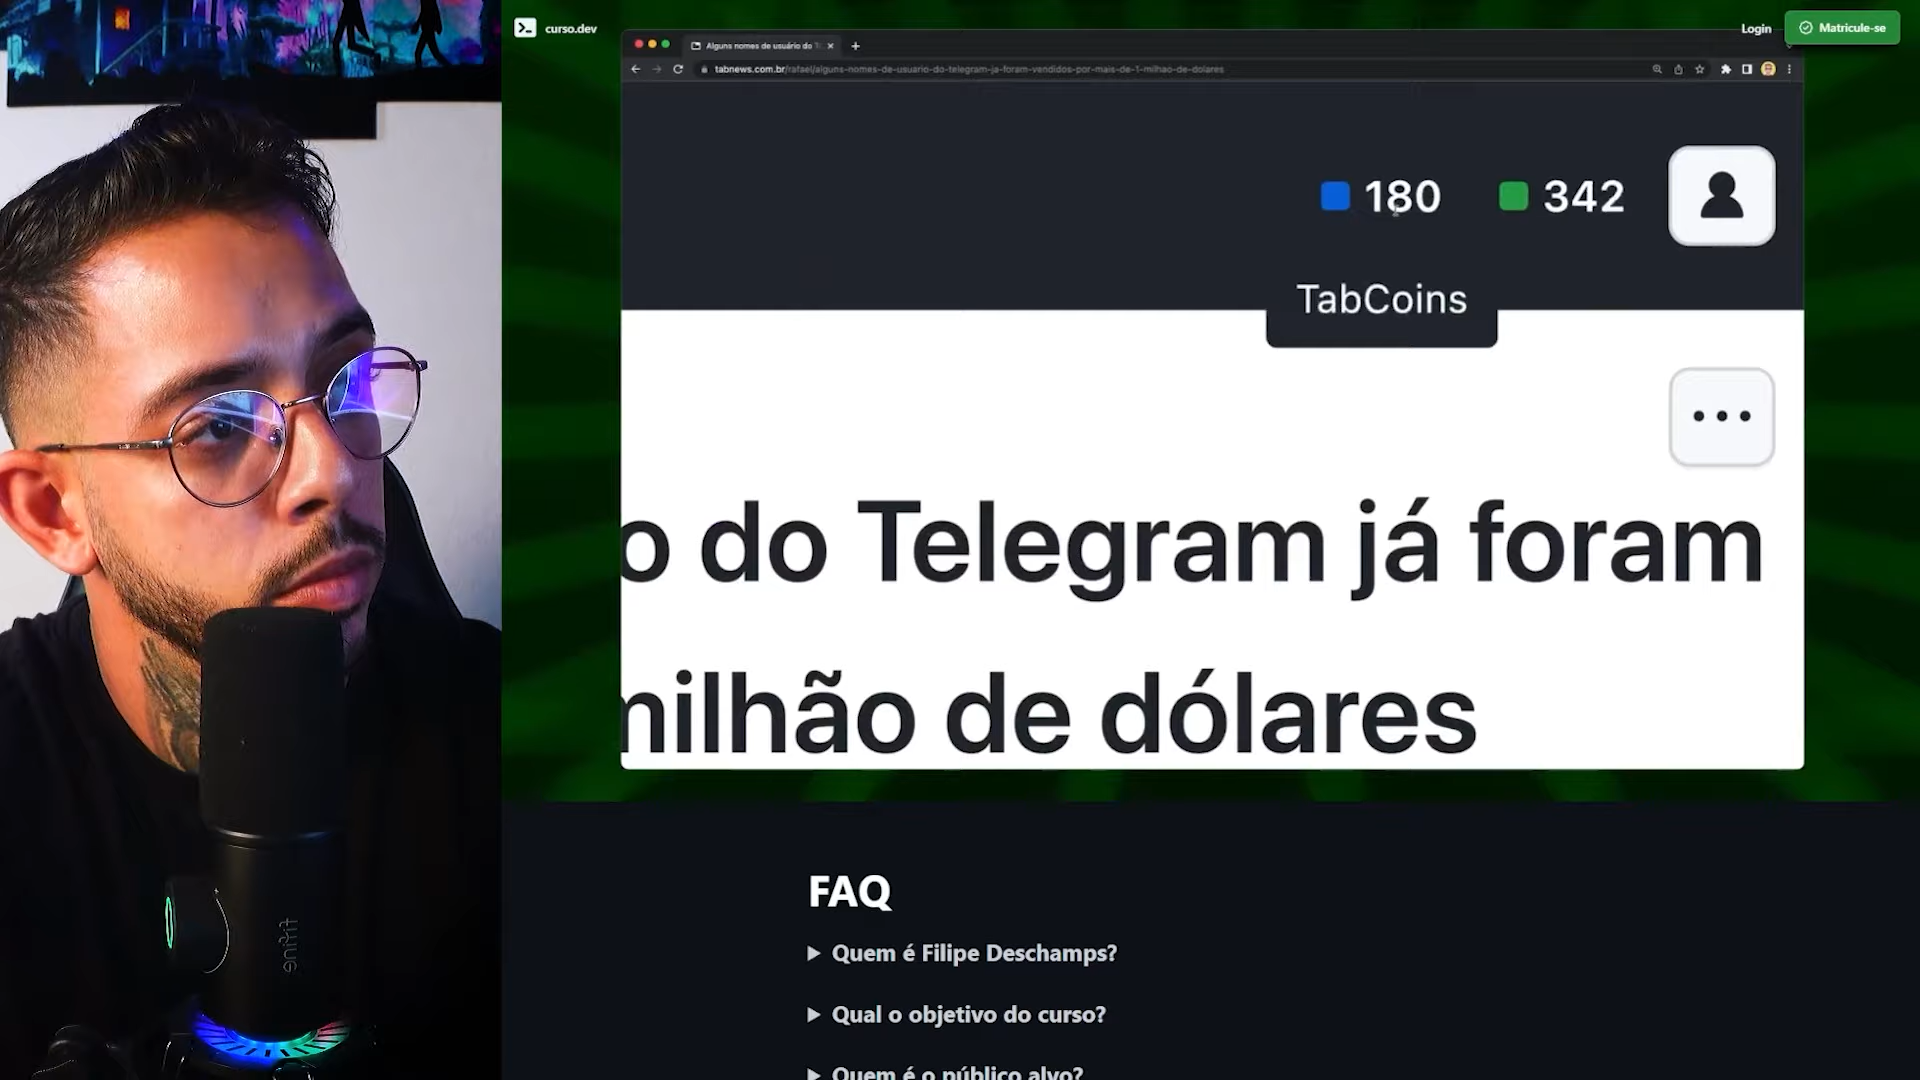 curso.dev
Login
Matricule-se
Alguns nomes de usuário do
tabnews.com.br/rafael/alguns-nomes-de-usuario-do-telegram-ja-foram-vendidos-por-mais-de-1-milhao-de-dolares
180
342
TabCoins
o do Telegram já foram
milhão de dólares
fifine
FAQ
Quem é Filipe Deschamps?
Qual o objetivo do curso?
Quem é o público alvo?